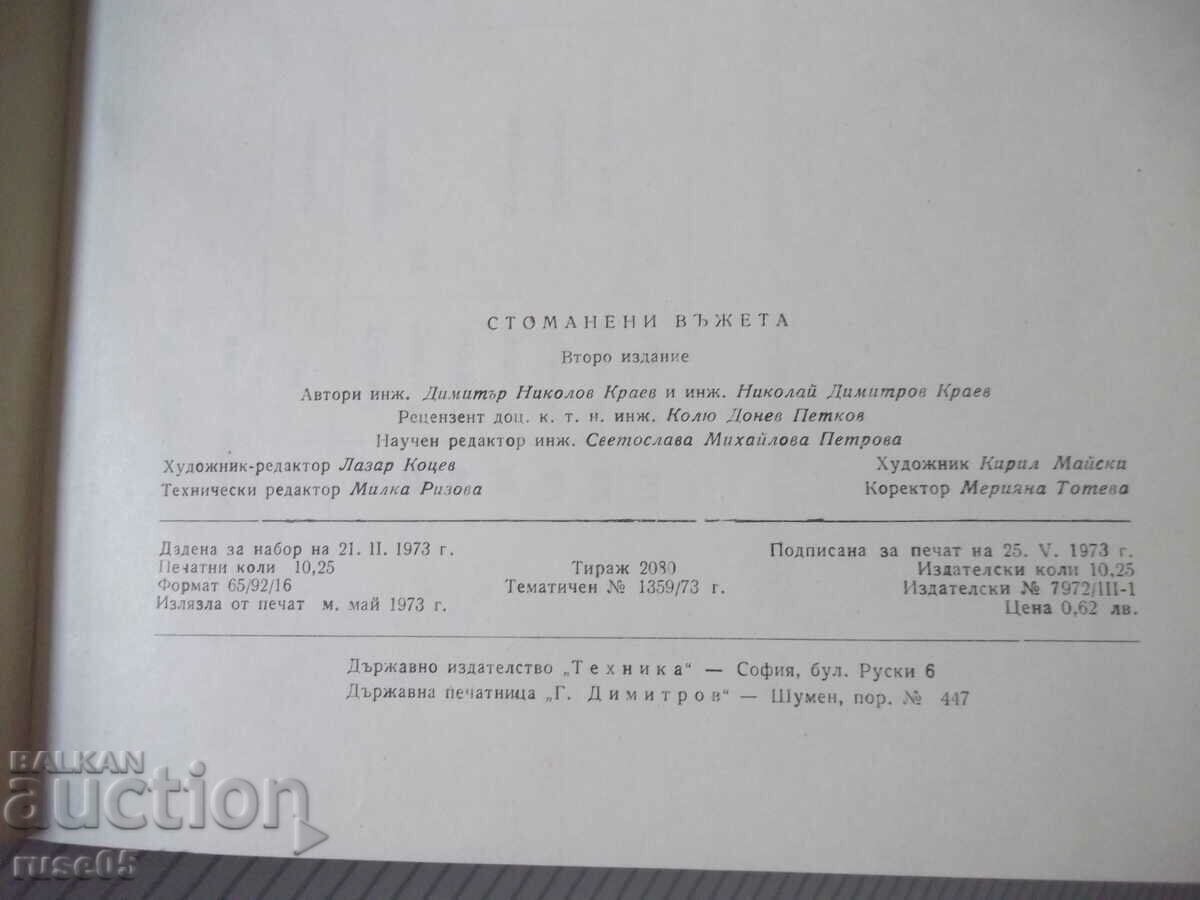 СТОМАНЕНИ ВЪЖЕТА
Второ издание
Автори инж. Димитър Николов Краев и инж. Николай Димитров Краев
Рецензент доц. к. т. н. инж. Колю Донев Петков
Научен редактор инж. Светослава Михайлова Петрова
Художник-редактор Лазар Коцев Художник Кирил Майски
Технически редактор Милка Ризова Коректор Мерияна Тотева
Дадена за набор на 21. II. 1973 г. Подписана за печат на 25. V. 1973 г.
Печатни коли 10,25 Тираж 2080 Издателски коли 10,25
Формат 65/92/16 Тематичен № 1359/73 г. Издателски № 7972/III-1
Излязла от печат м. май 1973 г. Цена 0,62 лв.
Държавно издателство „Техника“ — София, бул. Руски 6
Държавна печатница „Г. Димитров“ — Шумен, пор. № 447
BALKAN
auction
ruse05